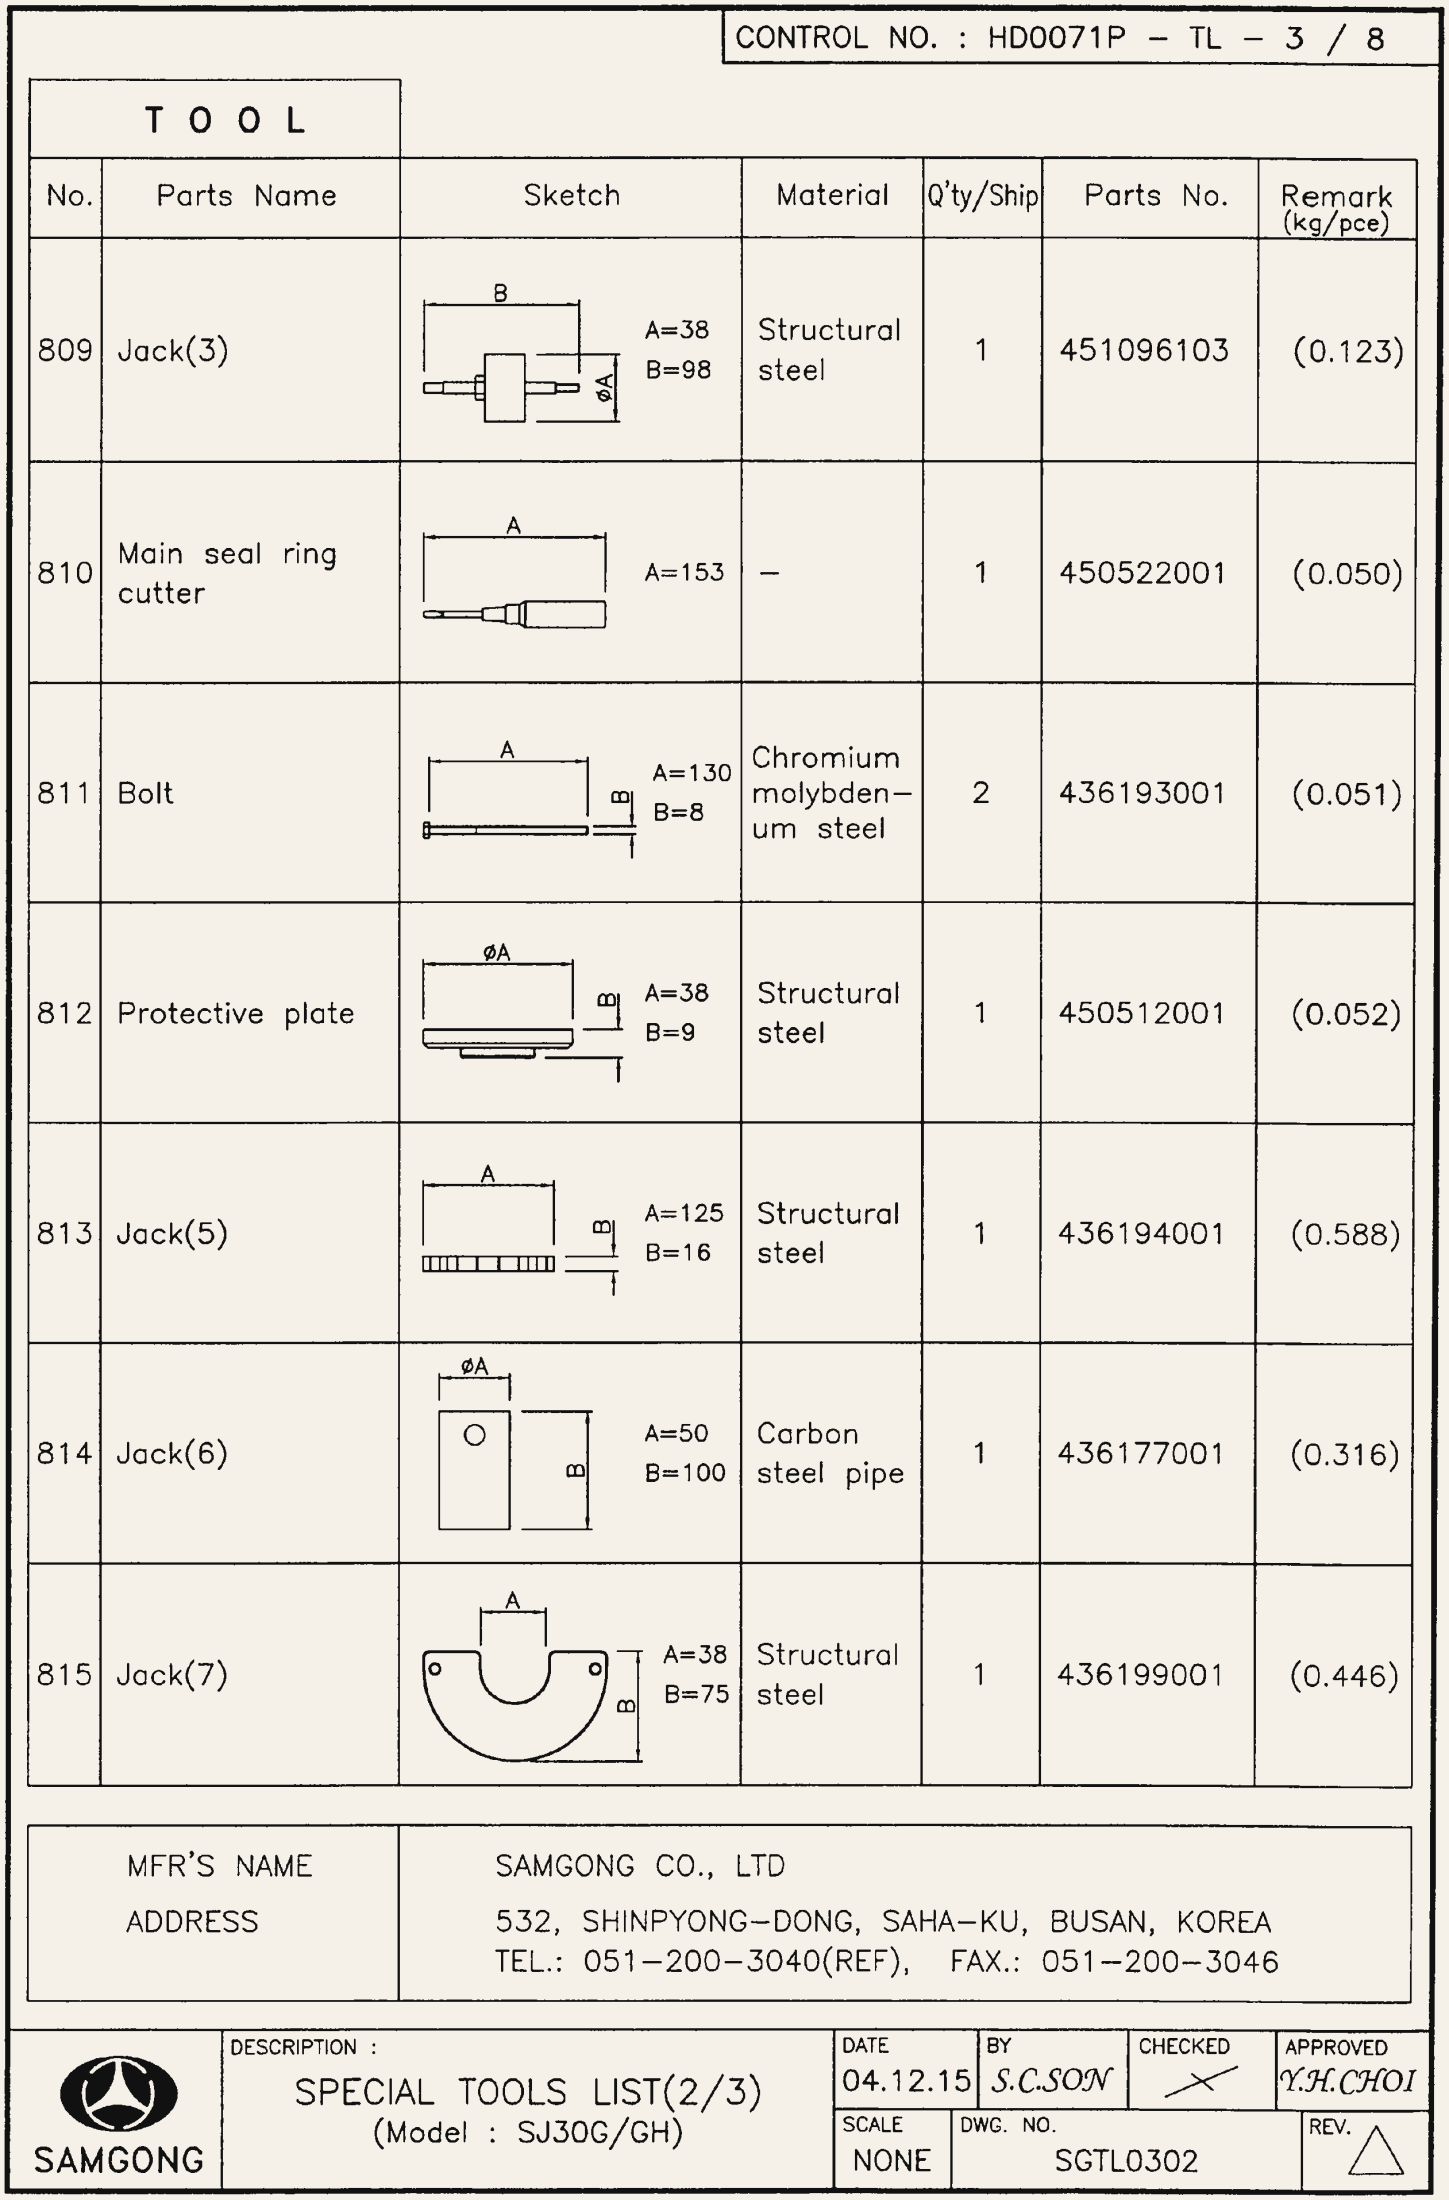 CONTROL NO. : HD0071P – TL – 3 / 8
TOOL
No. Parts Name Sketch Material Q'ty/Ship Parts No. Remark
(kg/pce)
B
A=38
B=98
øA
809 Jack(3) Structural
steel 1 451096103 (0.123)
A
A=153
810 Main seal ring
cutter – 1 450522001 (0.050)
A
B
A=130
B=8
811 Bolt Chromium
molybden–
um steel 2 436193001 (0.051)
øA
B
A=38
B=9
812 Protective plate Structural
steel 1 450512001 (0.052)
A
B
A=125
B=16
813 Jack(5) Structural
steel 1 436194001 (0.588)
øA
B
A=50
B=100
814 Jack(6) Carbon
steel pipe 1 436177001 (0.316)
A
B
A=38
B=75
815 Jack(7) Structural
steel 1 436199001 (0.446)
MFR'S NAME SAMGONG CO., LTD
ADDRESS 532, SHINPYONG–DONG, SAHA–KU, BUSAN, KOREA
TEL.: 051–200–3040(REF), FAX.: 051–200–3046
SAMGONG
DESCRIPTION :
SPECIAL TOOLS LIST(2/3)
(Model : SJ30G/GH)
DATE BY CHECKED APPROVED
04.12.15 S.C.SON Y.H.CHOI
SCALE DWG. NO. REV.
NONE SGTL0302